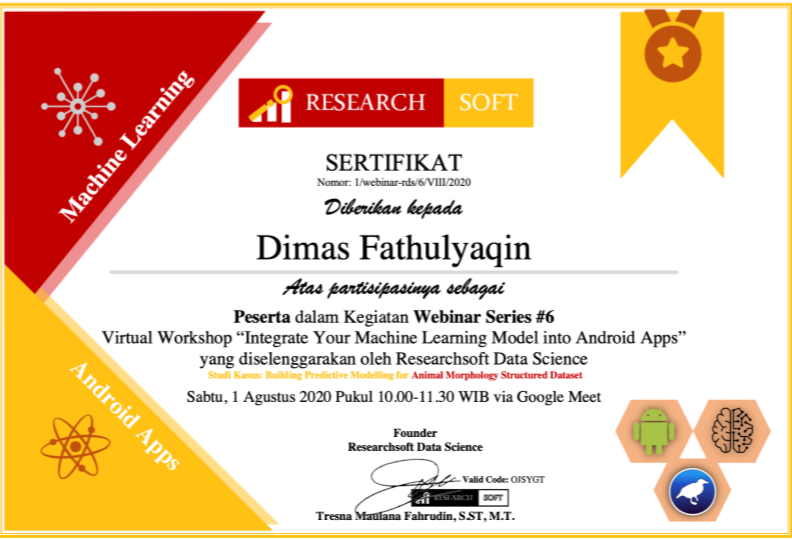 Machine Learning
RESEARCH SOFT
SERTIFIKAT
Nomor: 1/webinar-rds/6/VIII/2020
Diberikan kepada
Dimas Fathulyaqin
Atas partisipasinya sebagai
Peserta dalam Kegiatan Webinar Series #6
Virtual Workshop “Integrate Your Machine Learning Model into Android Apps”
yang diselenggarakan oleh Researchsoft Data Science
Studi Kasus: Building Predictive Modelling for Animal Morphology Structured Dataset
Sabtu, 1 Agustus 2020 Pukul 10.00-11.30 WIB via Google Meet
Android Apps
Founder
Researchsoft Data Science
Valid Code: OJSYGT
RESEARCH SOFT
Tresna Maulana Fahrudin, S.ST, M.T.